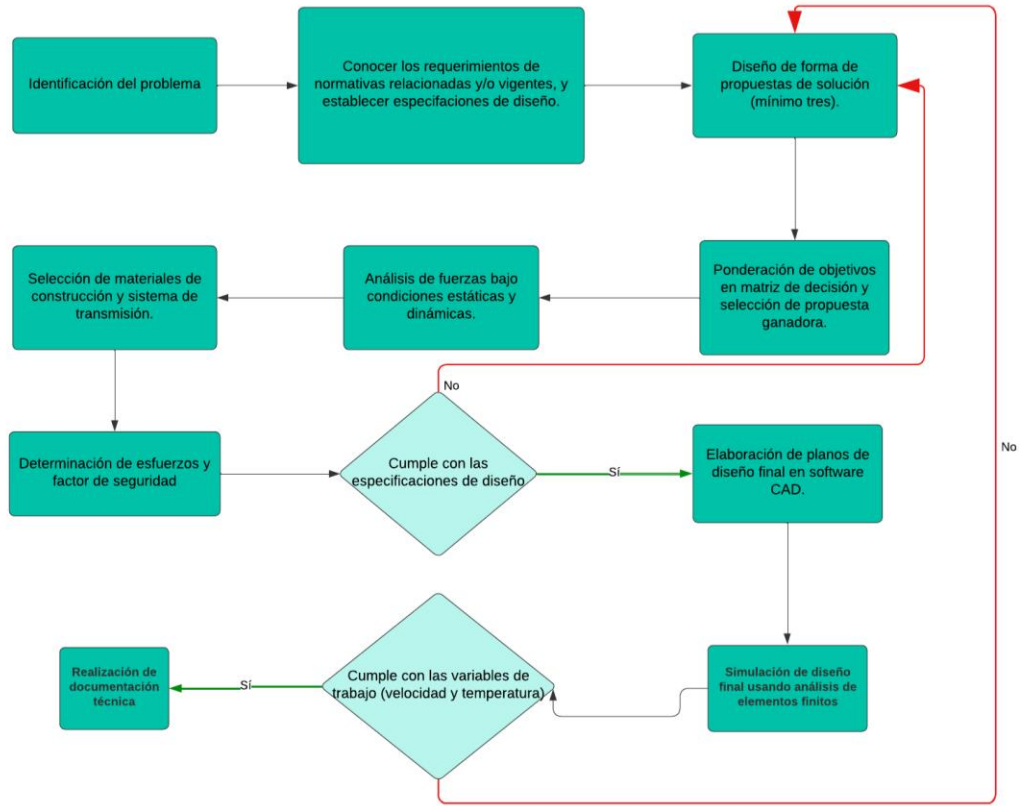 Identificación del problema
Conocer los requerimientos de
normativas relacionadas y/o vigentes, y
establecer especifaciones de diseño.
Diseño de forma de
propuestas de solución
(mínimo tres).
Ponderación de objetivos
en matriz de decisión y
selección de propuesta
ganadora.
Análisis de fuerzas bajo
condiciones estáticas y
dinámicas.
Selección de materiales de
construcción y sistema de
transmisión.
Determinación de esfuerzos y
factor de seguridad
Cumple con las
especificaciones de diseño
No
Sí
Elaboración de planos de
diseño final en software
CAD.
Simulación de diseño
final usando análisis de
elementos finitos
Cumple con las variables de
trabajo (velocidad y temperatura)
No
Sí
Realización de
documentación
técnica